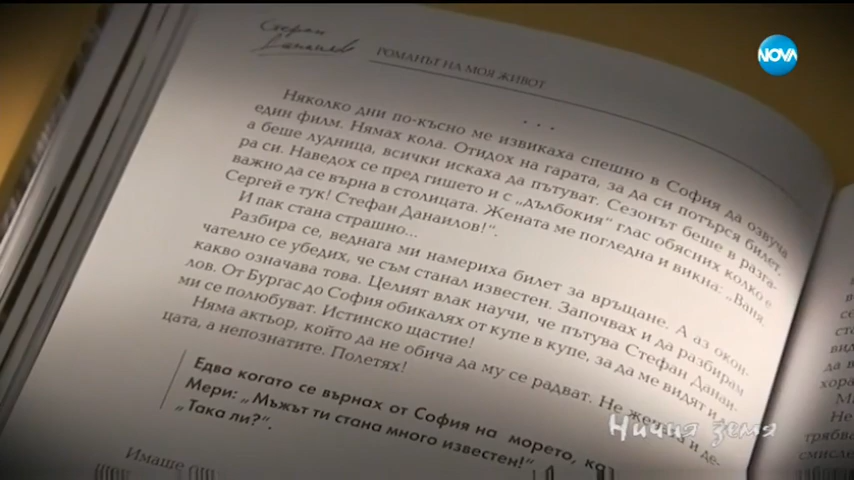 Стефан
Данаилов
РОМАНЪТ НА МОЯ ЖИВОТ
NOVA
...
Няколко дни по-късно ме извикаха спешно в София да озвуча
един филм. Нямах кола. Отидох на гарата, за да си потърся билет,
а беше лудница, всички искаха да пътуват. Сезонът беше в разга-
ра си. Наведох се пред гишето и с „дълбокия“ глас обясних колко е
важно да се върна в столицата. Жената ме погледна и викна: „Ваня,
Сергей е тук! Стефан Данаилов!“.
И пак стана страшно...
Разбира се, веднага ми намериха билет за връщане. А аз окон-
чателно се убедих, че съм станал известен. Започвах и да разбирам
какво означава това. Целият влак научи, че пътува Стефан Данаи-
лов. От Бургас до София обикалях от купе в купе, за да ме видят и
ми се полюбуват. Истинско щастие!
Няма актьор, който да не обича да му се радват. Не жената и де-
цата, а непознатите. Полетях!
Едва когато се върнах от София на морето, ка
Мери: „Мъжът ти стана много известен!“
„Така ли?“.
Имаше
Ничия земя